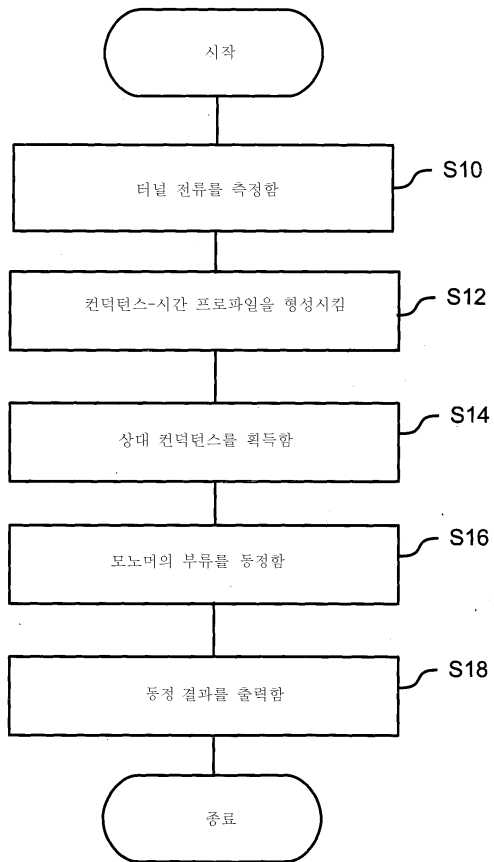 시작
터널 전류를 측정함
S10
컨덕턴스-시간 프로파일을 형성시킴
S12
상대 컨덕턴스를 획득함
S14
모노머의 부류를 동정함
S16
동정 결과를 출력함
S18
종료